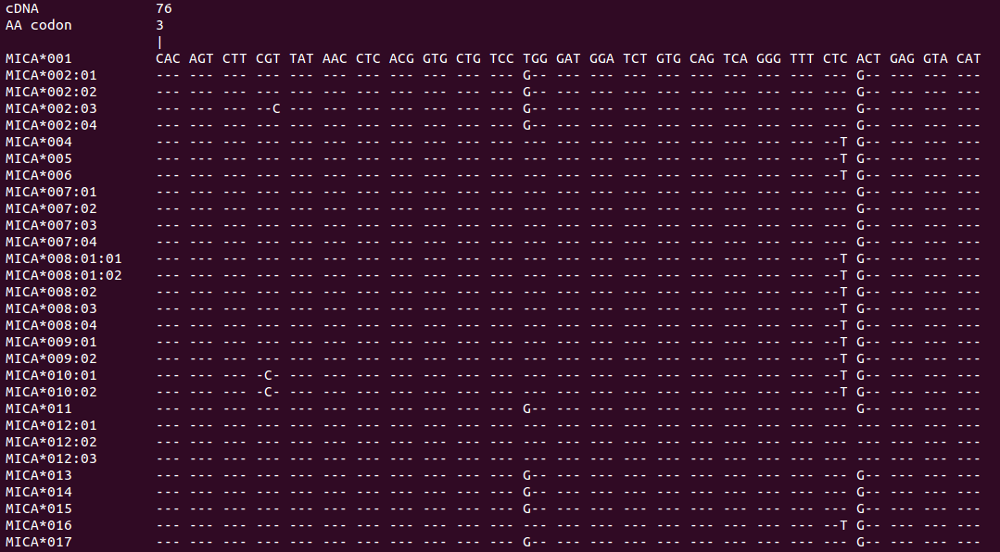 cDNA 76
AA codon 3
|
MICA*001 CAC AGT CTT CGT TAT AAC CTC ACG GTG CTG TCC TGG GAT GGA TCT GTG CAG TCA GGG TTT CTC ACT GAG GTA CAT
MICA*002:01 --- --- --- --- --- --- --- --- --- --- --- G-- --- --- --- --- --- --- --- --- --- G-- --- --- ---
MICA*002:02 --- --- --- --- --- --- --- --- --- --- --- G-- --- --- --- --- --- --- --- --- --- G-- --- --- ---
MICA*002:03 --- --- --- --C --- --- --- --- --- --- --- G-- --- --- --- --- --- --- --- --- --- G-- --- --- ---
MICA*002:04 --- --- --- --- --- --- --- --- --- --- --- G-- --- --- --- --- --- --- --- --- --- G-- --- --- ---
MICA*004 --- --- --- --- --- --- --- --- --- --- --- --- --- --- --- --- --- --- --- --- --T G-- --- --- ---
MICA*005 --- --- --- --- --- --- --- --- --- --- --- --- --- --- --- --- --- --- --- --- --T G-- --- --- ---
MICA*006 --- --- --- --- --- --- --- --- --- --- --- --- --- --- --- --- --- --- --- --- --T G-- --- --- ---
MICA*007:01 --- --- --- --- --- --- --- --- --- --- --- --- --- --- --- --- --- --- --- --- --- G-- --- --- ---
MICA*007:02 --- --- --- --- --- --- --- --- --- --- --- --- --- --- --- --- --- --- --- --- --- G-- --- --- ---
MICA*007:03 --- --- --- --- --- --- --- --- --- --- --- --- --- --- --- --- --- --- --- --- --- G-- --- --- ---
MICA*007:04 --- --- --- --- --- --- --- --- --- --- --- --- --- --- --- --- --- --- --- --- --- G-- --- --- ---
MICA*008:01:01 --- --- --- --- --- --- --- --- --- --- --- --- --- --- --- --- --- --- --- --- --T G-- --- --- ---
MICA*008:01:02 --- --- --- --- --- --- --- --- --- --- --- --- --- --- --- --- --- --- --- --- --T G-- --- --- ---
MICA*008:02 --- --- --- --- --- --- --- --- --- --- --- --- --- --- --- --- --- --- --- --- --T G-- --- --- ---
MICA*008:03 --- --- --- --- --- --- --- --- --- --- --- --- --- --- --- --- --- --- --- --- --T G-- --- --- ---
MICA*008:04 --- --- --- --- --- --- --- --- --- --- --- --- --- --- --- --- --- --- --- --- --T G-- --- --- ---
MICA*009:01 --- --- --- --- --- --- --- --- --- --- --- --- --- --- --- --- --- --- --- --- --T G-- --- --- ---
MICA*009:02 --- --- --- --- --- --- --- --- --- --- --- --- --- --- --- --- --- --- --- --- --T G-- --- --- ---
MICA*010:01 --- --- --- -C- --- --- --- --- --- --- --- --- --- --- --- --- --- --- --- --- --T G-- --- --- ---
MICA*010:02 --- --- --- -C- --- --- --- --- --- --- --- --- --- --- --- --- --- --- --- --- --T G-- --- --- ---
MICA*011 --- --- --- --- --- --- --- --- --- --- --- G-- --- --- --- --- --- --- --- --- --- G-- --- --- ---
MICA*012:01 --- --- --- --- --- --- --- --- --- --- --- --- --- --- --- --- --- --- --- --- --- --- --- --- ---
MICA*012:02 --- --- --- --- --- --- --- --- --- --- --- --- --- --- --- --- --- --- --- --- --- --- --- --- ---
MICA*012:03 --- --- --- --- --- --- --- --- --- --- --- --- --- --- --- --- --- --- --- --- --- --- --- --- ---
MICA*013 --- --- --- --- --- --- --- --- --- --- --- G-- --- --- --- --- --- --- --- --- --- G-- --- --- ---
MICA*014 --- --- --- --- --- --- --- --- --- --- --- G-- --- --- --- --- --- --- --- --- --- G-- --- --- ---
MICA*015 --- --- --- --- --- --- --- --- --- --- --- G-- --- --- --- --- --- --- --- --- --- G-- --- --- ---
MICA*016 --- --- --- --- --- --- --- --- --- --- --- --- --- --- --- --- --- --- --- --- --T G-- --- --- ---
MICA*017 --- --- --- --- --- --- --- --- --- --- --- G-- --- --- --- --- --- --- --- --- --- G-- --- --- ---